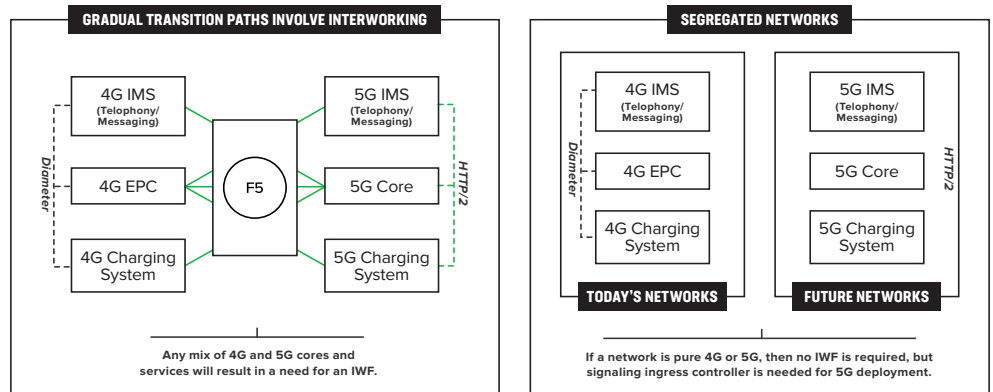 GRADUAL TRANSITION PATHS INVOLVE INTERWORKING
4G IMS
(Telephony/
Messaging)
5G IMS
(Telephony/
Messaging)
Diameter
4G EPC
F5
5G Core
HTTP/2
4G Charging
System
5G Charging
System
Any mix of 4G and 5G cores and
services will result in a need for an IWF.
SEGREGATED NETWORKS
4G IMS
(Telephony/
Messaging)
Diameter
4G EPC
4G Charging
System
TODAY'S NETWORKS
5G IMS
(Telephony/
Messaging)
5G Core
HTTP/2
5G Charging
System
FUTURE NETWORKS
If a network is pure 4G or 5G, then no IWF is required, but
signaling ingress controller is needed for 5G deployment.